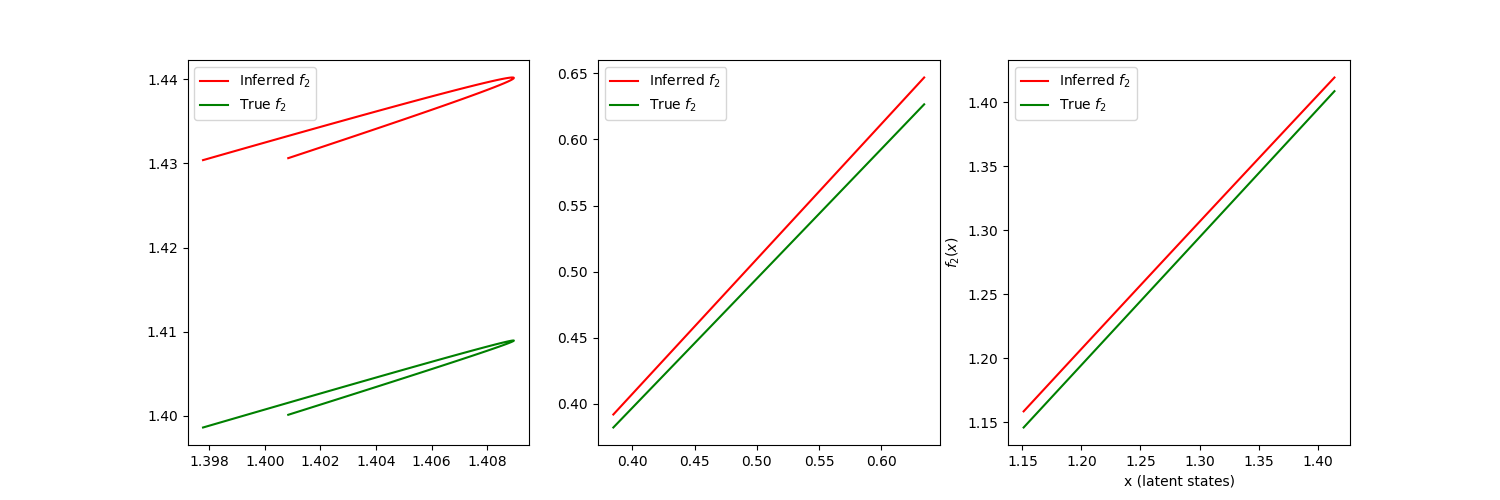 Inferred f₂
True f₂
1.44
1.43
1.42
1.41
1.40
1.398 1.400 1.402 1.404 1.406 1.408
Inferred f₂
True f₂
0.65
0.60
0.55
0.50
0.45
0.40
0.40 0.45 0.50 0.55 0.60
Inferred f₂
True f₂
f₂(x)
1.40
1.35
1.30
1.25
1.20
1.15
1.15 1.20 1.25 1.30 1.35 1.40
x (latent states)